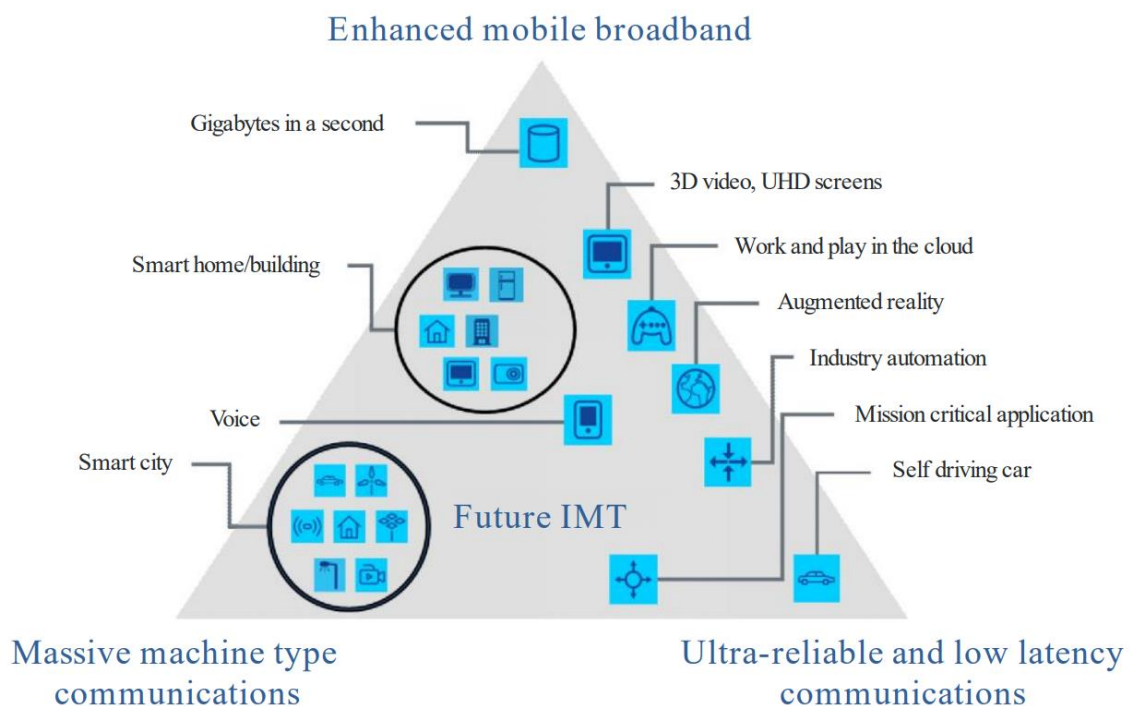 Enhanced mobile broadband
Gigabytes in a second
3D video, UHD screens
Work and play in the cloud
Smart home/building
Augmented reality
Industry automation
Voice
Mission critical application
Smart city
Self driving car
Future IMT
Massive machine type
communications
Ultra-reliable and low latency
communications